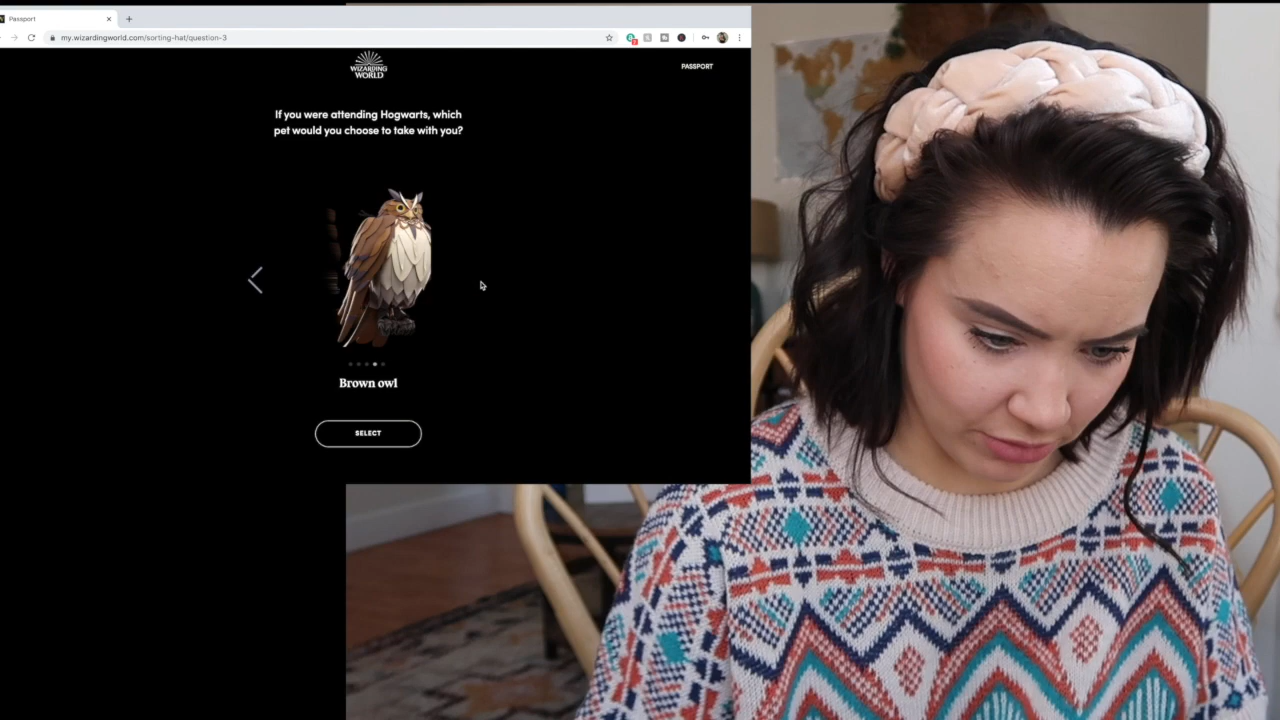 Passport
my.wizardingworld.com/sorting-hat/question-3
WIZARDING
WORLD
PASSPORT
If you were attending Hogwarts, which
pet would you choose to take with you?
Brown owl
SELECT